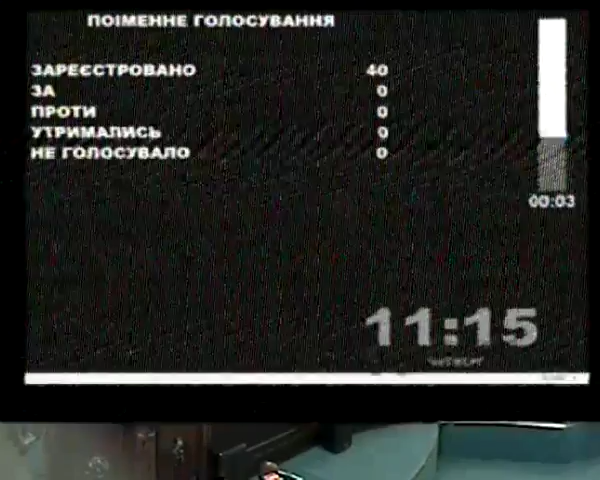 ПОІМЕННЕ ГОЛОСУВАННЯ
ЗАРЕЄСТРОВАНО 40
ЗА 0
ПРОТИ 0
УТРИМАЛИСЬ 0
НЕ ГОЛОСУВАЛО 0
00:03
11:15